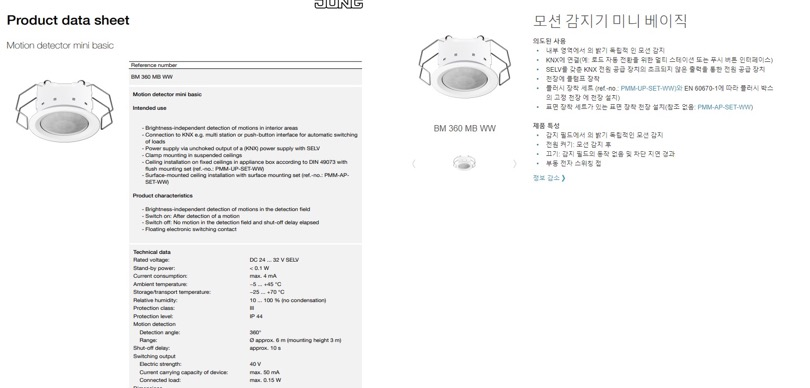 JUNG
Product data sheet
Motion detector mini basic
Reference number
BM 360 MB WW
Motion detector mini basic
Intended use
- Brightness-independent detection of motions in interior areas
- Connection to KNX e.g. multi station or push-button interface for automatic switching
of loads
- Power supply via unchoked output of a (KNX) power supply with SELV
- Clamp mounting in suspended ceilings
- Ceiling installation on fixed ceilings in appliance box according to DIN 49073 with
flush mounting set (ref.-no.: PMM-UP-SET-WW)
- Surface-mounted ceiling installation with surface mounting set (ref.-no.: PMM-AP-
SET-WW)
Product characteristics
- Brightness-independent detection of motions in the detection field
- Switch on: After detection of a motion
- Switch off: No motion in the detection field and shut-off delay elapsed
- Floating electronic switching contact
Technical data
Rated voltage: DC 24 ... 32 V SELV
Stand-by power: < 0.1 W
Current consumption: max. 4 mA
Ambient temperature: −5 ... +45 °C
Storage/transport temperature: −25 ... +70 °C
Relative humidity: 10 ... 100 % (no condensation)
Protection class: III
Protection level: IP 44
Motion detection
Detection angle: 360°
Range: Ø approx. 6 m (mounting height 3 m)
Shut-off delay: approx. 10 s
Switching output
Electric strength: 40 V
Current carrying capacity of device: max. 50 mA
Connected load: max. 0.15 W
Dimensions
BM 360 MB WW
모션 감지기 미니 베이직
의도된 사용
• 내부 영역에서 의 밝기 독립적 인 모션 감지
• KNX에 연결(예: 로드 자동 전환을 위한 멀티 스테이션 또는 푸시 버튼 인터페이스)
• SELV를 갖춘 KNX 전원 공급 장치의 초크되지 않은 출력을 통한 전원 공급 장치
• 천장에 클램프 장착
• 플러시 장착 세트 (ref.-no.: PMM-UP-SET-WW)와 EN 60670-1에 따라 플러시 박스
의 고정 천장 에 천장 설치)
• 표면 장착 세트가 있는 표면 장착 천장 설치(참조 없음: PMM-AP-SET-WW)
제품 특성
• 감지 필드에서 의 밝기 독립적인 모션 감지
• 전원 켜기: 모션 감지 후
• 끄기: 감지 필드의 동작 없음 및 차단 지연 경과
• 부동 전자 스위칭 접
정보 감소 ❯